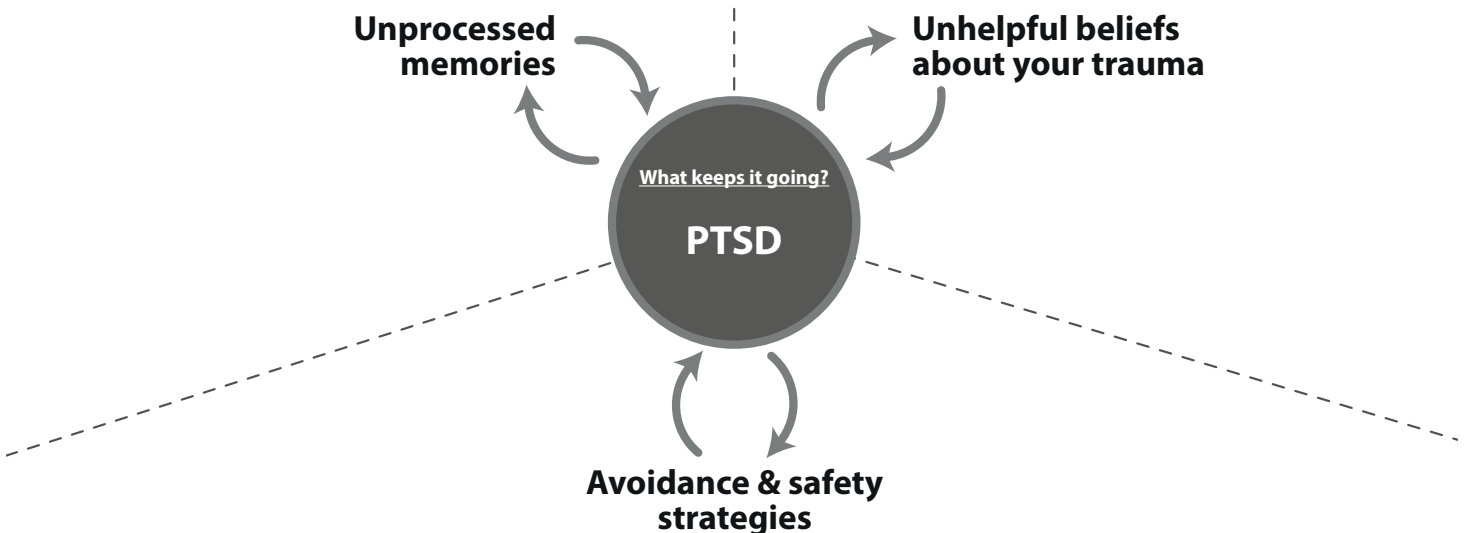 Unprocessed
memories
Unhelpful beliefs
about your trauma
What keeps it going?
PTSD
Avoidance & safety
strategies